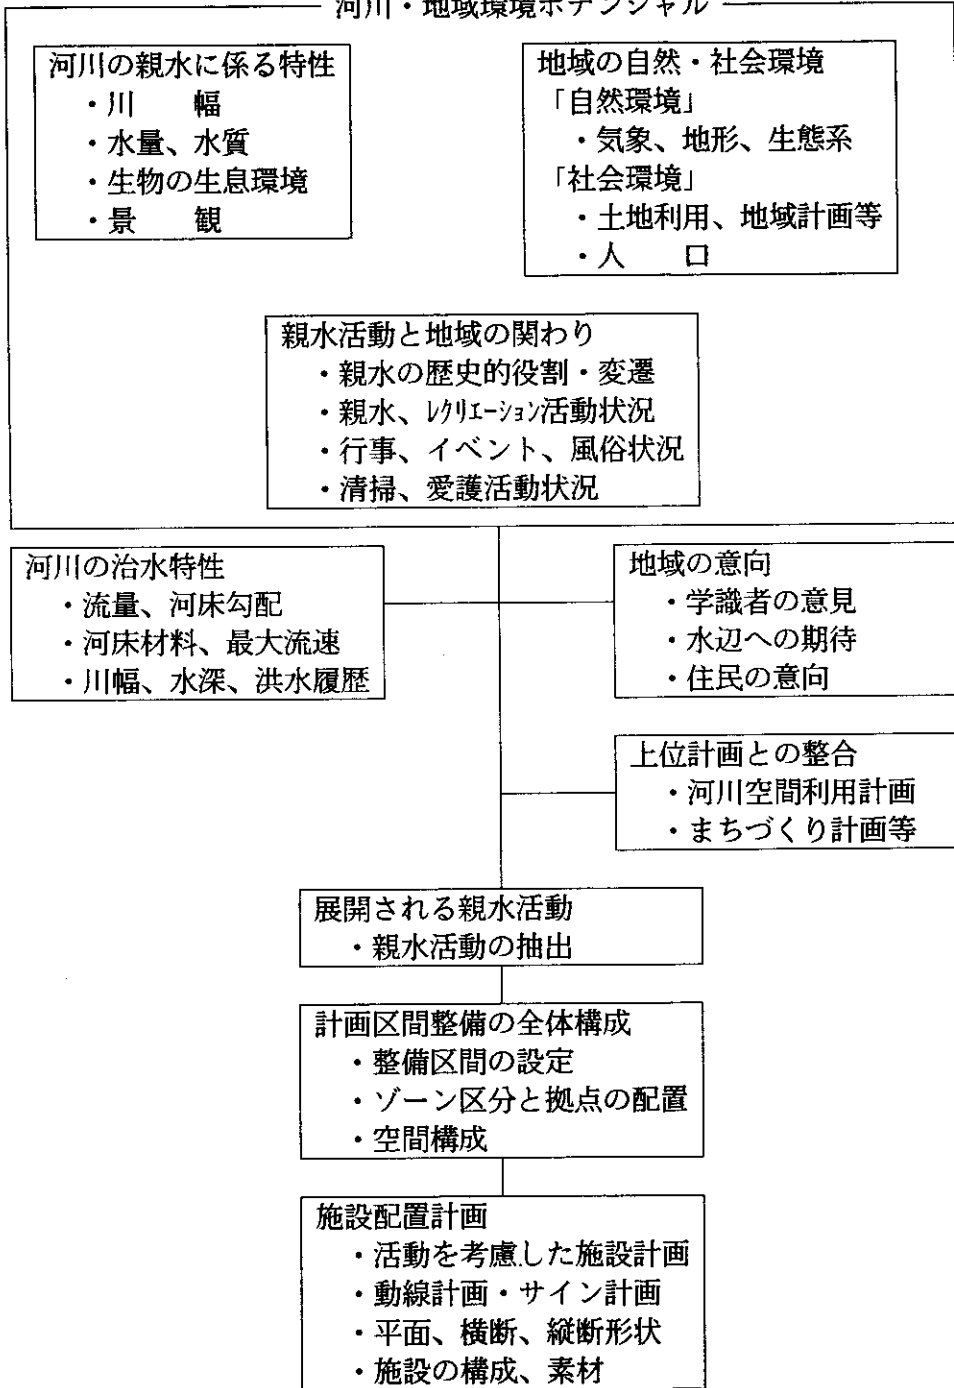 河川・地域環境ポテンシャル
河川の親水に係る特性
・川　　幅
・水量、水質
・生物の生息環境
・景　　観
地域の自然・社会環境
「自然環境」
・気象、地形、生態系
「社会環境」
・土地利用、地域計画等
・人　　口
親水活動と地域の関わり
・親水の歴史的役割・変遷
・親水、ﾚｸﾘｴｰｼｮﾝ活動状況
・行事、イベント、風俗状況
・清掃、愛護活動状況
河川の治水特性
・流量、河床勾配
・河床材料、最大流速
・川幅、水深、洪水履歴
地域の意向
・学識者の意見
・水辺への期待
・住民の意向
上位計画との整合
・河川空間利用計画
・まちづくり計画等
展開される親水活動
・親水活動の抽出
計画区間整備の全体構成
・整備区間の設定
・ゾーン区分と拠点の配置
・空間構成
施設配置計画
・活動を考慮した施設計画
・動線計画・サイン計画
・平面、横断、縦断形状
・施設の構成、素材